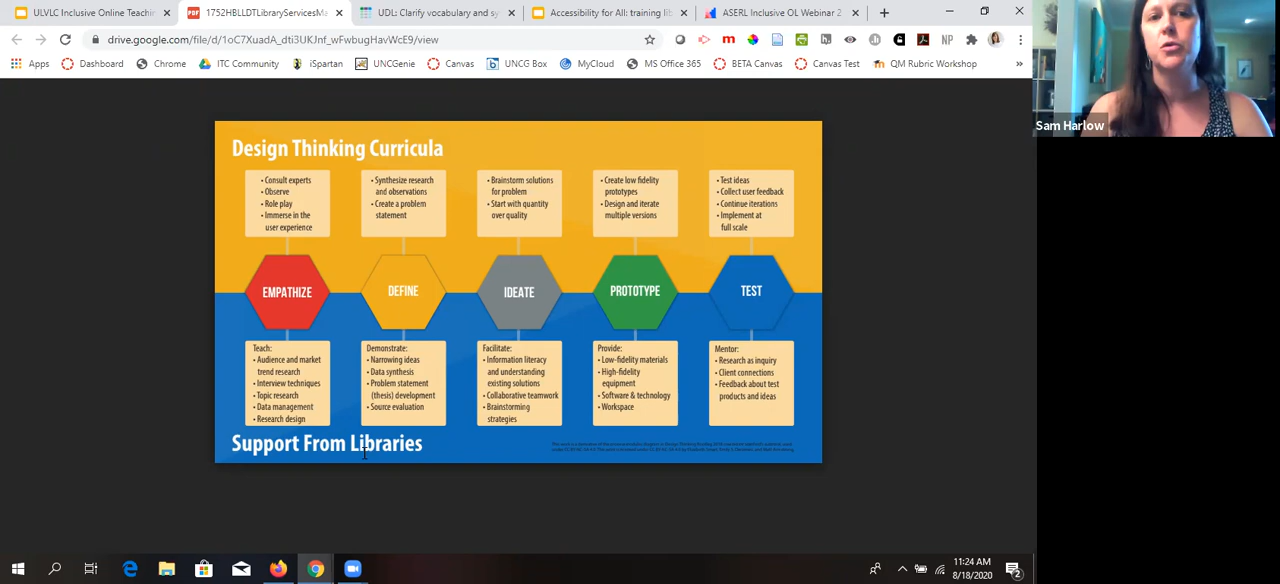 ULVLC Inclusive Online Teachin
1752HBLLDTLibraryServicesMa
UDL: Clarify vocabulary and sy
Accessibility for All: training lib
ASERL Inclusive OL Webinar 2
drive.google.com/file/d/1oC7XuadA_dti3UKJnf_wFwbugHavWcE9/view
Apps
Dashboard
Chrome
ITC Community
iSpartan
UNCGenie
Canvas
UNCG Box
MyCloud
MS Office 365
BETA Canvas
Canvas Test
QM Rubric Workshop
Sam Harlow
Design Thinking Curricula
• Consult experts
• Observe
• Role play
• Immerse in the
user experience
• Synthesize research
and observations
• Create a problem
statement
• Brainstorm solutions
for problem
• Start with quantity
over quality
• Create low fidelity
prototypes
• Design and iterate
multiple versions
• Test ideas
• Collect user feedback
• Continue iterations
• Implement at
full scale
EMPATHIZE
DEFINE
IDEATE
PROTOTYPE
TEST
Teach:
• Audience and market
trend research
• Interview techniques
• Topic research
• Data management
• Research design
Demonstrate:
• Narrowing ideas
• Data synthesis
• Problem statement
(thesis) development
• Source evaluation
Facilitate:
• Information literacy
and understanding
existing solutions
• Collaborative teamwork
• Brainstorming
strategies
Provide:
• Low-fidelity materials
• High-fidelity
equipment
• Software & technology
• Workspace
Mentor:
• Research as inquiry
• Client connections
• Feedback about test
products and ideas
Support From Libraries
11:24 AM
8/18/2020